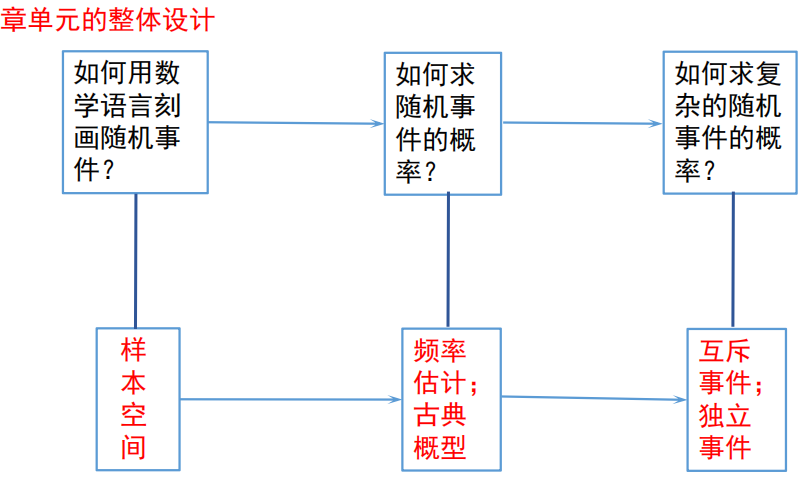 章单元的整体设计
如何用数
学语言刻
画随机事
件？
如何求
随机事
件的概
率？
如何求复
杂的随机
事件的概
率？
样
本
空
间
频率
估计；
古典
概型
互斥
事件；
独立
事件